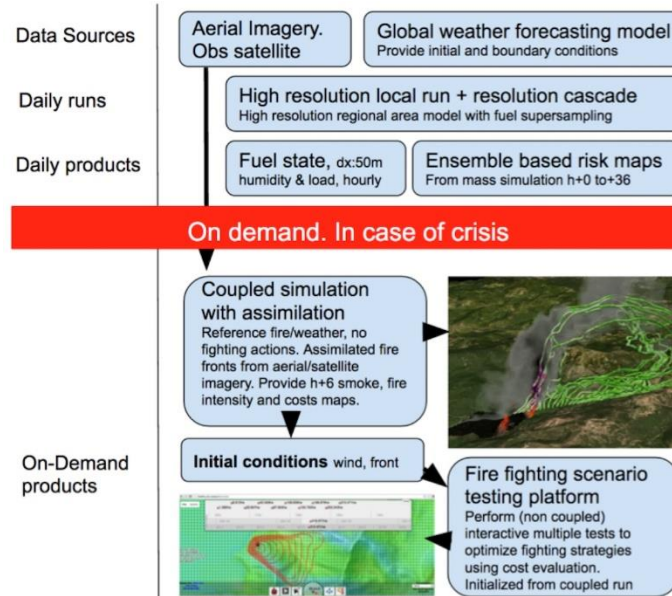 Data Sources
Aerial Imagery.
Obs satellite
Global weather forecasting model
Provide initial and boundary conditions
Daily runs
High resolution local run + resolution cascade
High resolution regional area model with fuel supersampling
Daily products
Fuel state, dx:50m
humidity & load, hourly
Ensemble based risk maps
From mass simulation h+0 to+36
On demand. In case of crisis
Coupled simulation
with assimilation
Reference fire/weather, no
fighting actions. Assimilated fire
fronts from aerial/satellite
imagery. Provide h+6 smoke, fire
intensity and costs maps.
On-Demand
products
Initial conditions wind, front
Fire fighting scenario
testing platform
Perform (non coupled)
interactive multiple tests to
optimize fighting strategies
using cost evaluation.
Initialized from coupled run